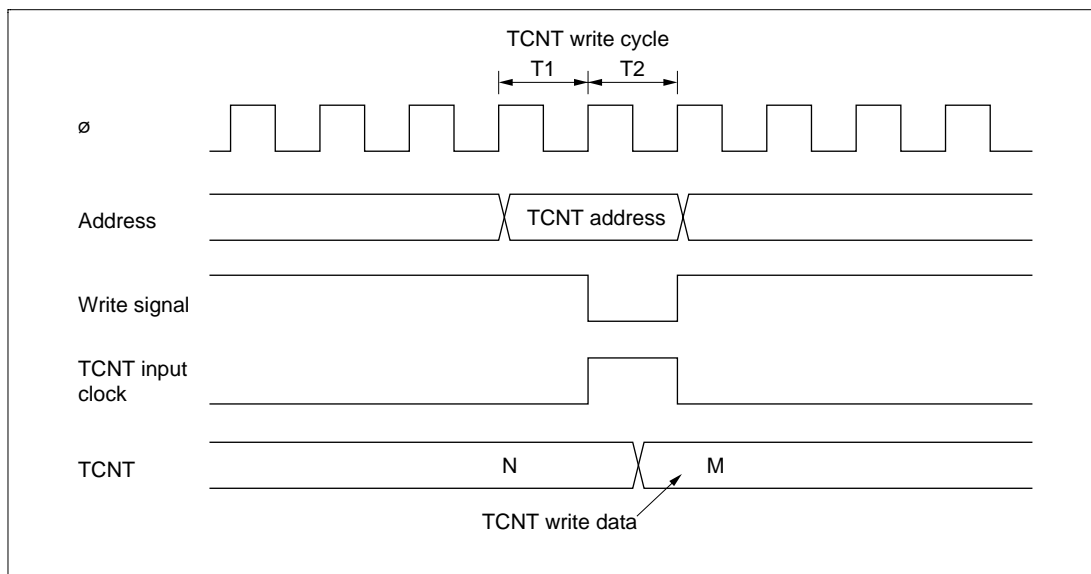 TCNT write cycle
T1 T2
ø
Address
TCNT address
Write signal
TCNT input
clock
TCNT
N
M
TCNT write data